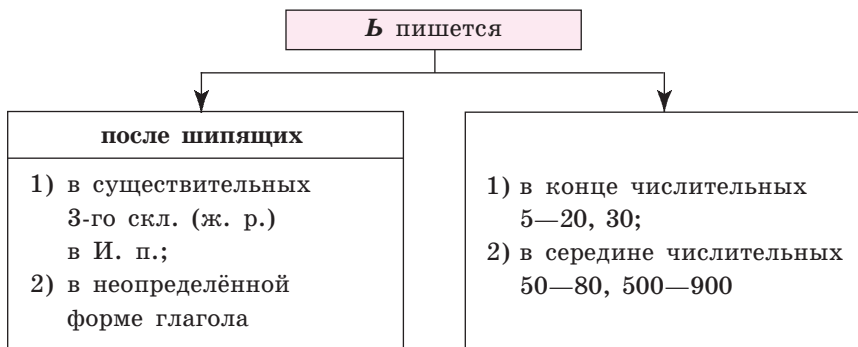 Ь пишется
после шипящих
1) в существительных
3-го скл. (ж. р.)
в И. п.;
2) в неопределённой
форме глагола
1) в конце числительных
5—20, 30;
2) в середине числительных
50—80, 500—900